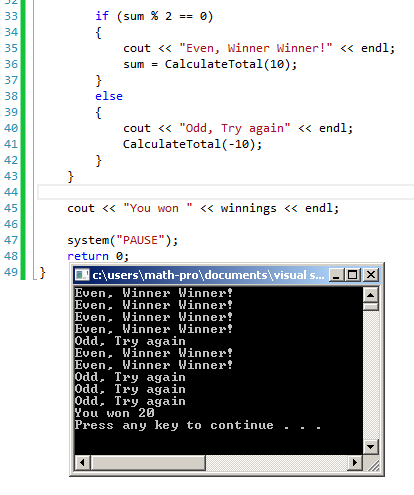 33 if (sum % 2 == 0)
34 {
35 cout << "Even, Winner Winner!" << endl;
36 sum = CalculateTotal(10);
37 }
38 else
39 {
40 cout << "Odd, Try again" << endl;
41 CalculateTotal(-10);
42 }
43 }
44
45 cout << "You won " << winnings << endl;
46
47 system("PAUSE");
48 return 0;
49 }
c:\users\math-pro\documents\visual s...
Even, Winner Winner!
Even, Winner Winner!
Even, Winner Winner!
Even, Winner Winner!
Odd, Try again
Even, Winner Winner!
Even, Winner Winner!
Odd, Try again
Odd, Try again
Odd, Try again
You won 20
Press any key to continue . . .